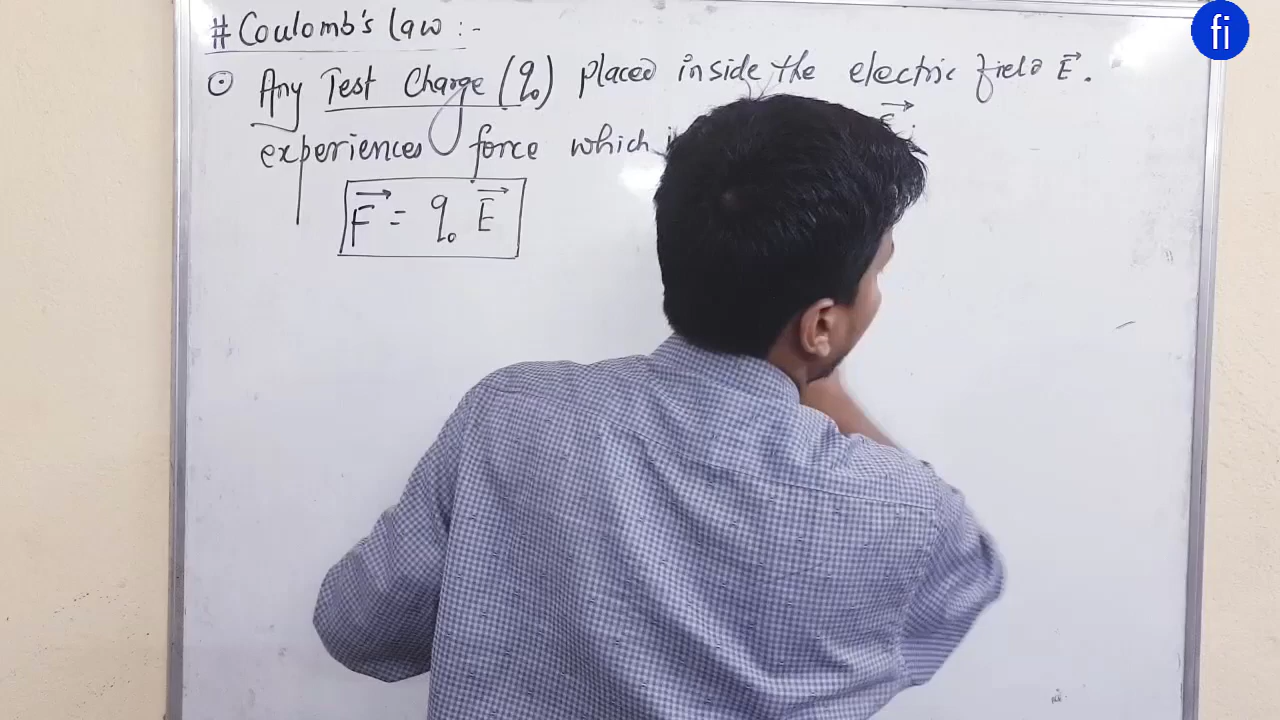 fi
# Coulomb's law :-
⊙ Any Test Charge (q₀) placed inside the electric field E⃗.
experiences force which
F⃗ = q₀ E⃗